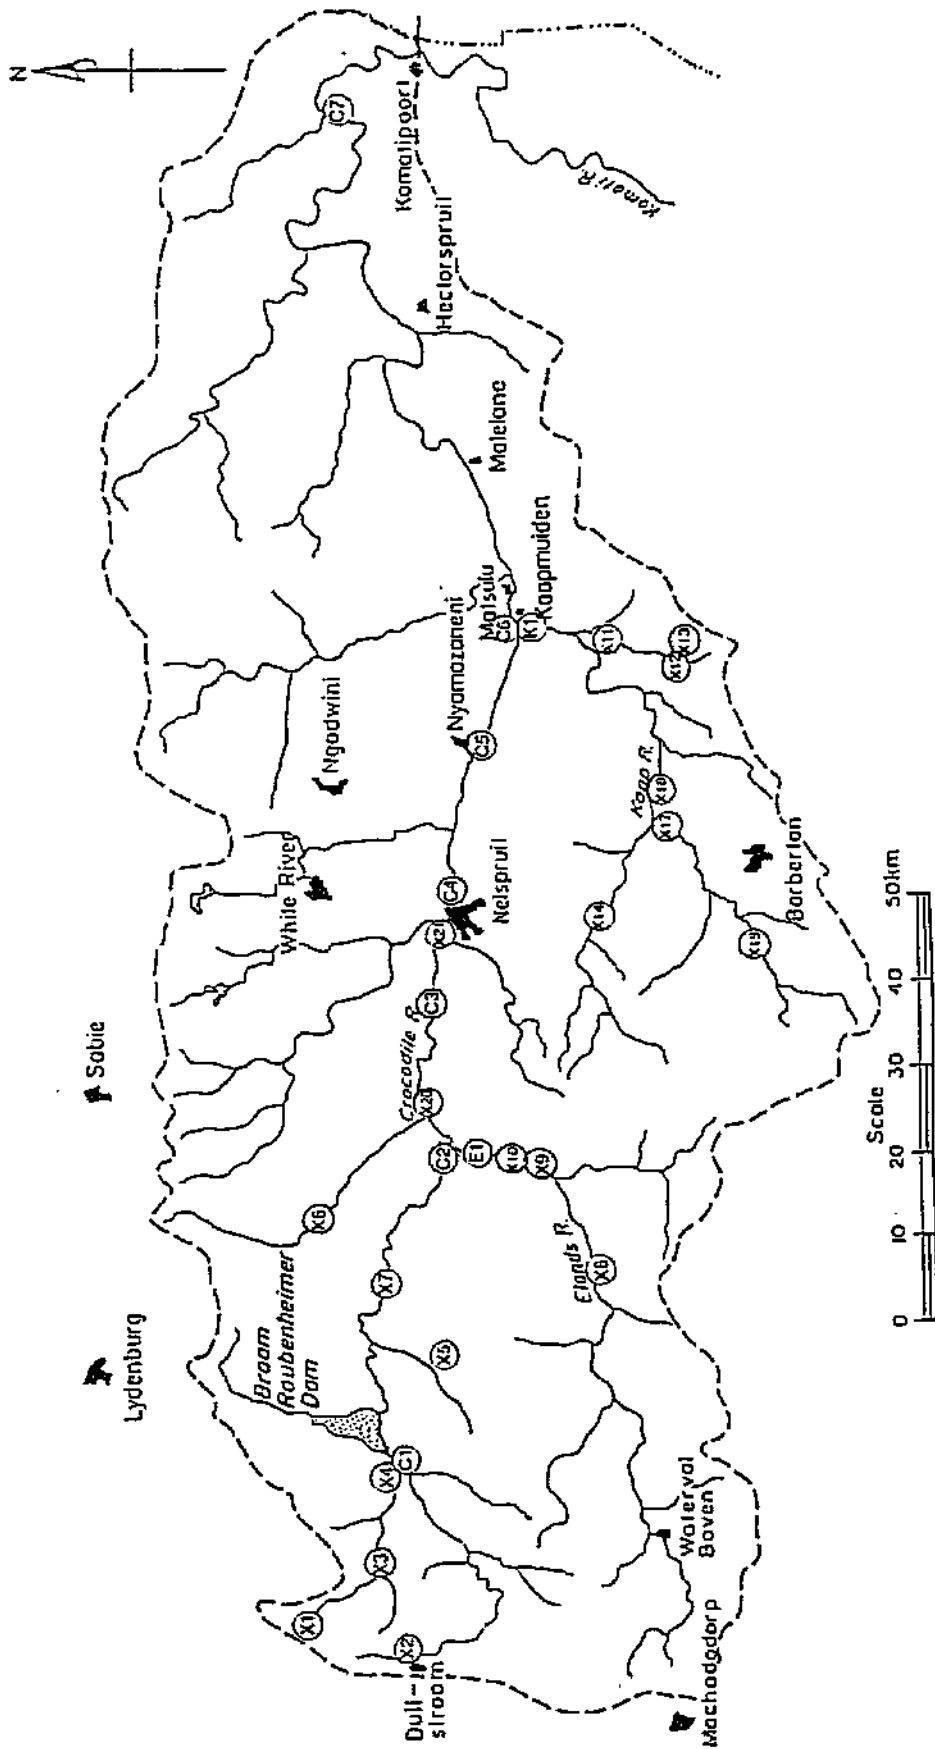 N
Sabie
Lydenburg
White River
Ngodwini
Broam
Raubenheimer
Dam
X1
X3
X4
C1
X2
Dull-
stroom
X5
X7
X6
C2
E1
X10
X9
X8
Elands R.
X20
Crocodile R.
C3
X21
C4
Nelspruit
C5
Nyamazaneni
Matsulu
C6
K1
Kaapmuiden
Malelane
Hectorspruit
Komatipoort
C7
Komati R.
X11
X12
X13
Kaap R.
X18
X17
X14
X19
Barberton
Waterval
Boven
Machadodorp
0 10 20 30 40 50km
Scale